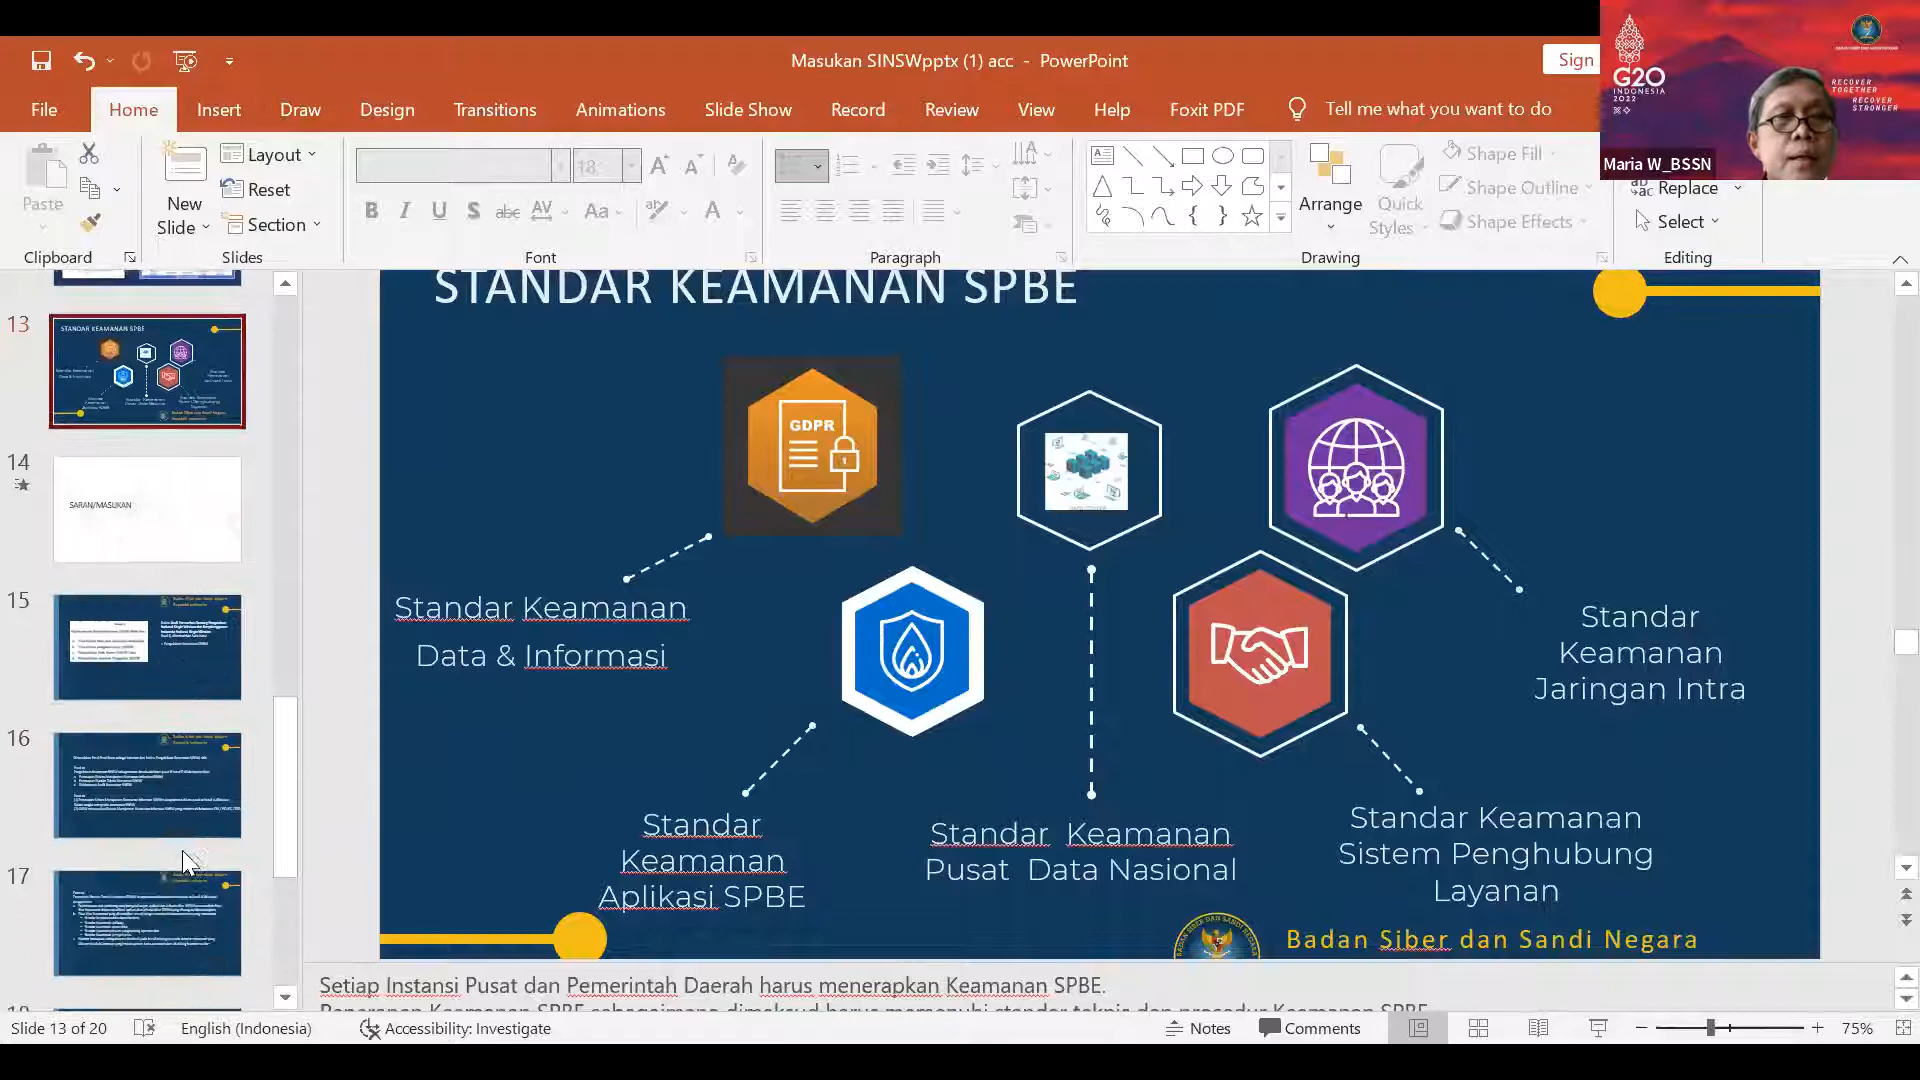 Masukan SINSWpptx (1) acc - PowerPoint
Sign
File
Home
Insert
Draw
Design
Transitions
Animations
Slide Show
Record
Review
View
Help
Foxit PDF
Tell me what you want to do
G20
INDONESIA
2022
RECOVER
TOGETHER
RECOVER
STRONGER
Maria W_BSSN
Paste
Clipboard
New
Slide
Layout
Reset
Section
Slides
18
Font
Paragraph
Arrange
Quick
Styles
Shape Fill
Shape Outline
Shape Effects
Drawing
Replace
Select
Editing
13
STANDAR KEAMANAN SPBE
14
SARAN/MASUKAN
15
16
17
STANDAR KEAMANAN SPBE
GDPR
Standar Keamanan
Data & Informasi
Standar
Keamanan
Aplikasi SPBE
Standar Keamanan
Pusat Data Nasional
Standar Keamanan
Sistem Penghubung
Layanan
Standar
Keamanan
Jaringan Intra
Badan Siber dan Sandi Negara
Setiap Instansi Pusat dan Pemerintah Daerah harus menerapkan Keamanan SPBE.
Slide 13 of 20
English (Indonesia)
Accessibility: Investigate
Notes
Comments
75%